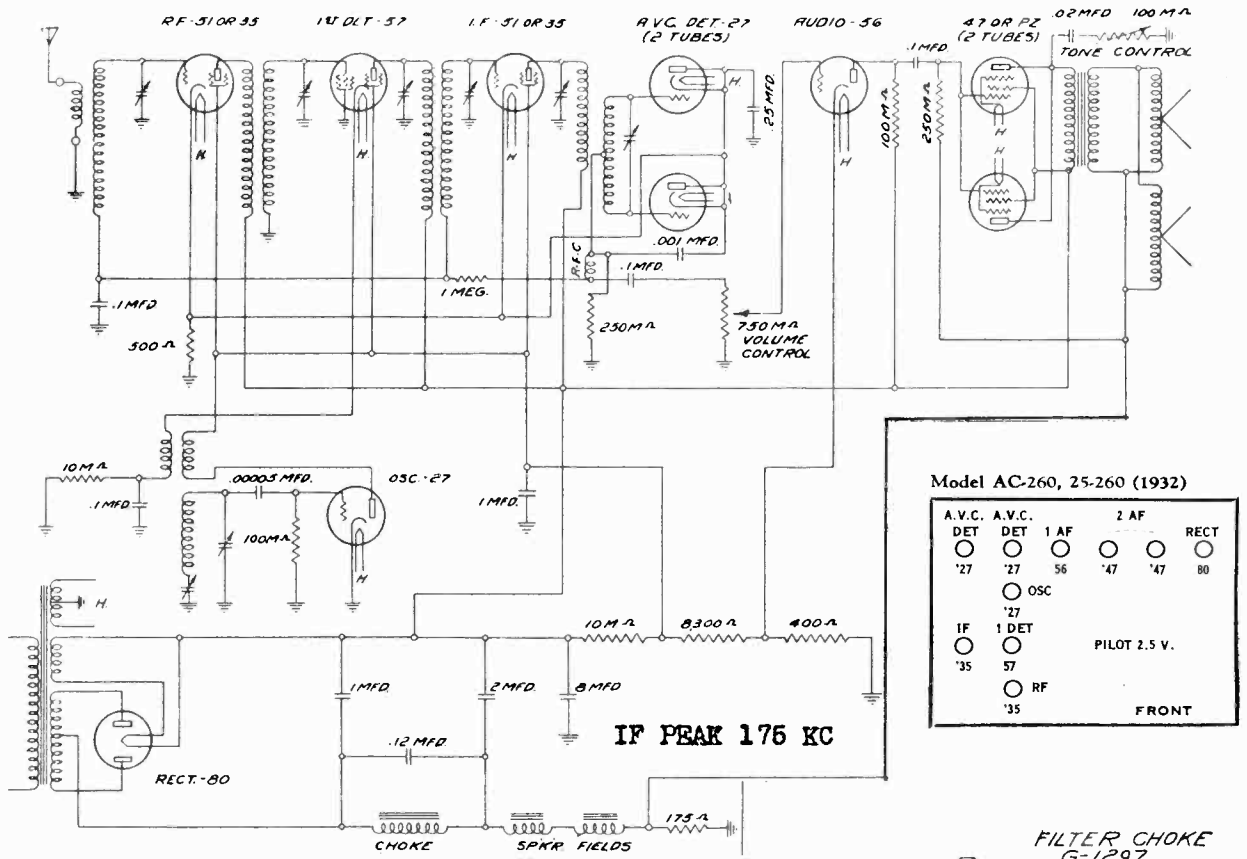 RF-51 OR 35
1ST DET-57
I.F-51 OR 35
A.V.C. DET-27
(2 TUBES)
AUDIO-56
47 OR PZ
(2 TUBES)
.02 MFD
100 M Ω
TONE CONTROL
H
H
H
H.
.25 MFD.
H
.1 MFD.
100 M Ω
250 M Ω
H
H
.001 MFD.
R.F.C
.1 MFD.
1 MEG.
.1 MFD
500 Ω
250 M Ω
750 M Ω
VOLUME
CONTROL
10 M Ω
.1 MFD.
.00005 MFD.
OSC.-27
100 M Ω
H
.1 MFD.
Model AC-260, 25-260 (1932)
A.V.C. A.V.C. 2 AF
DET DET 1 AF RECT
'27 '27 56 '47 '47 80
OSC
'27
IF 1 DET
PILOT 2.5 V.
'35 57
RF
'35 FRONT
H.
10 M Ω
8,300 Ω
400 Ω
1 MFD.
2 MFD.
8 MFD
.12 MFD.
IF PEAK 175 KC
RECT.-80
175 Ω
CHOKE
SPKR. FIELDS
FILTER CHOKE
G-1297